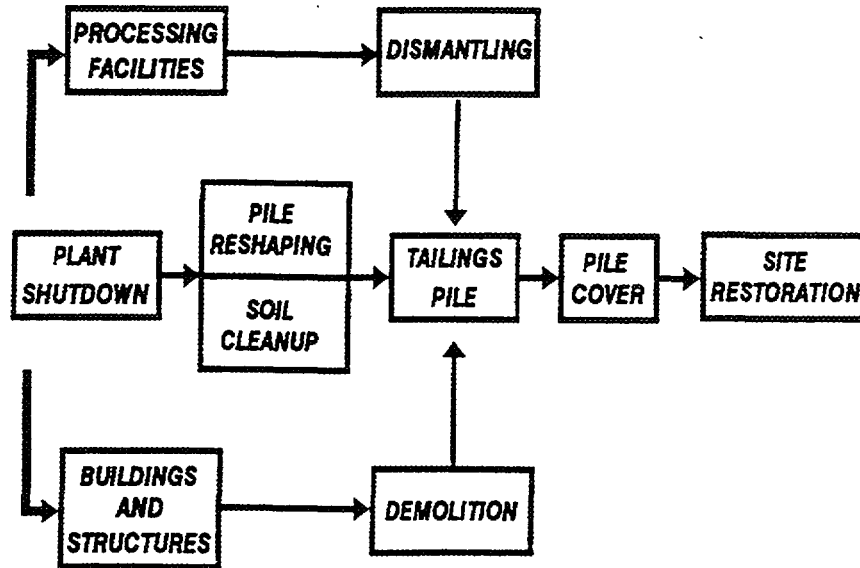 PROCESSING
FACILITIES
DISMANTLING
PLANT
SHUTDOWN
PILE
RESHAPING
SOIL
CLEANUP
TAILINGS
PILE
PILE
COVER
SITE
RESTORATION
BUILDINGS
AND
STRUCTURES
DEMOLITION